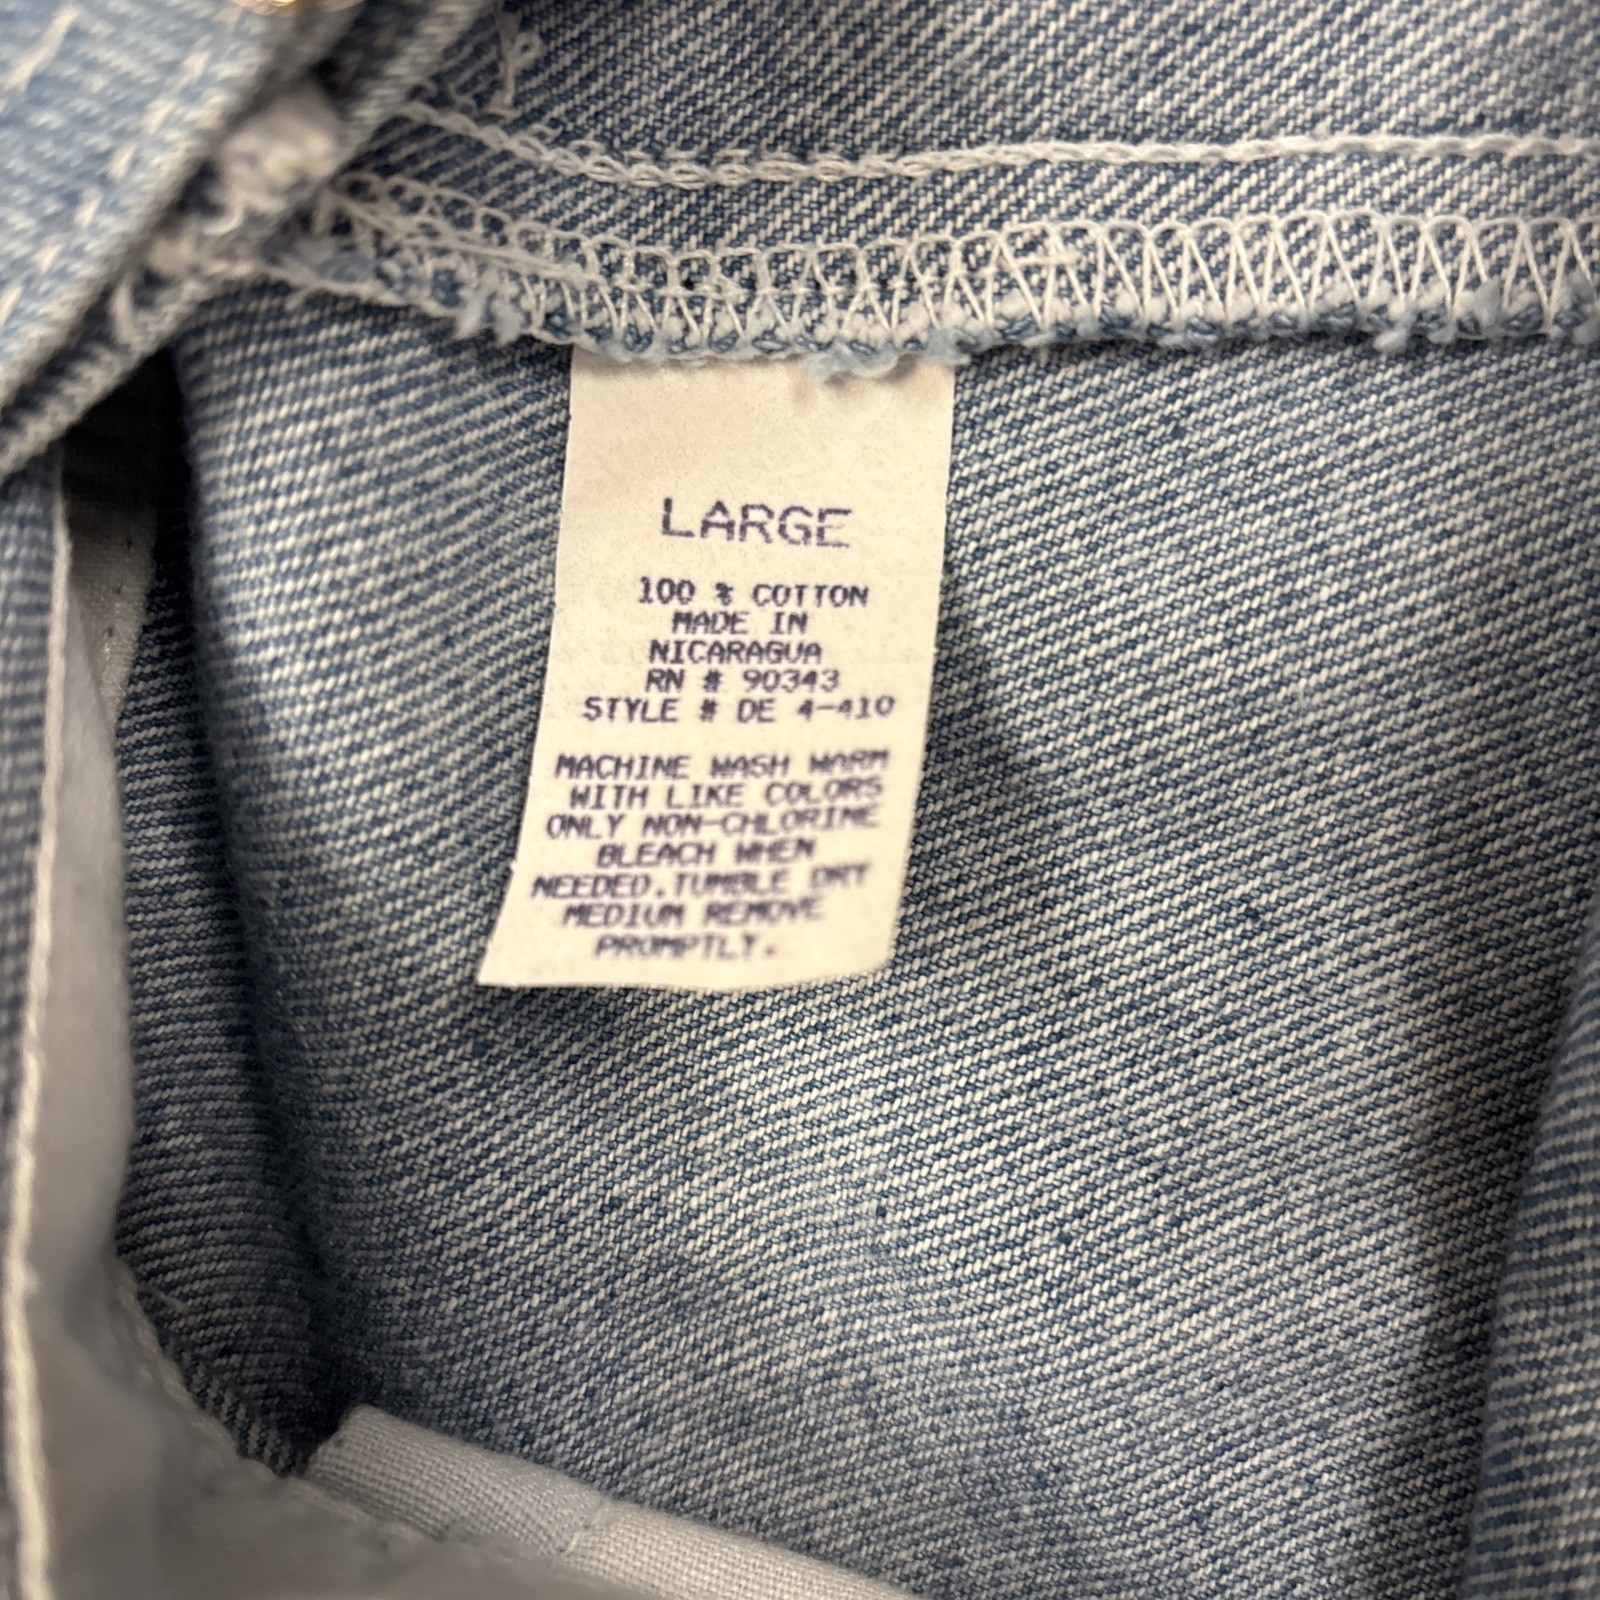 LARGE
100 % COTTON
MADE IN
NICARAGUA
RN # 90343
STYLE # DE 4-410
MACHINE WASH WARM
WITH LIKE COLORS
ONLY NON-CHLORINE
BLEACH WHEN
NEEDED.TUMBLE DRY
MEDIUM REMOVE
PROMPTLY.